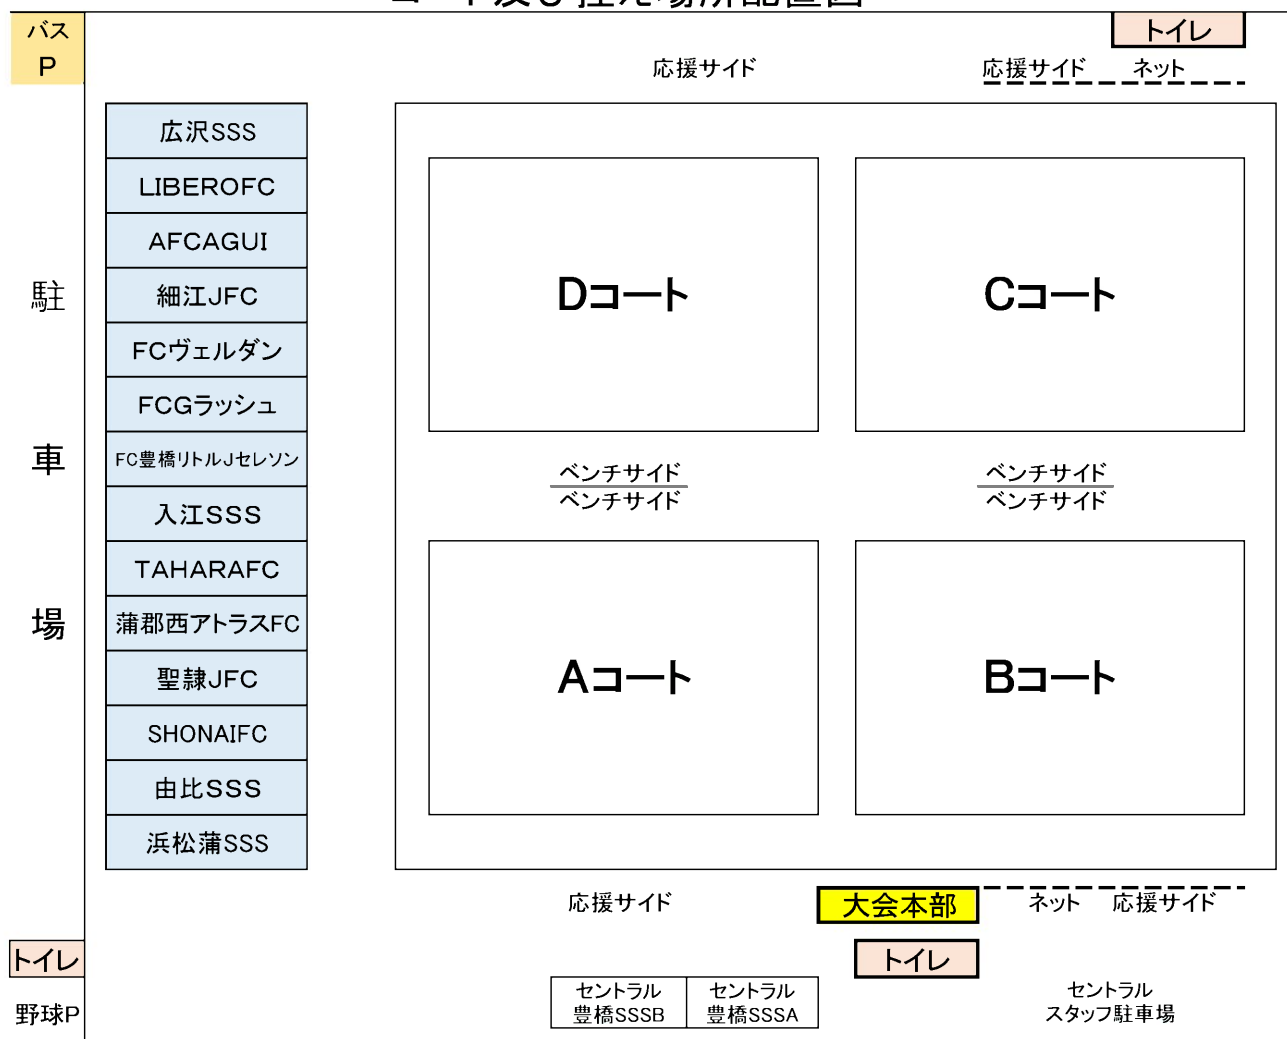 バス
P
トイレ
応援サイド
応援サイド ネット
広沢SSS
LIBEROFC
AFCAGUI
細江JFC
FCヴェルダン
FCGラッシュ
FC豊橋リトルJセレソン
入江SSS
TAHARAFC
蒲郡西アトラスFC
聖隷JFC
SHONAIFC
由比SSS
浜松蒲SSS
駐
車
場
Dコート
Cコート
ベンチサイド
ベンチサイド
ベンチサイド
ベンチサイド
Aコート
Bコート
応援サイド
大会本部
ネット 応援サイド
トイレ
トイレ
野球P
セントラル
豊橋SSSB
セントラル
豊橋SSSA
セントラル
スタッフ駐車場